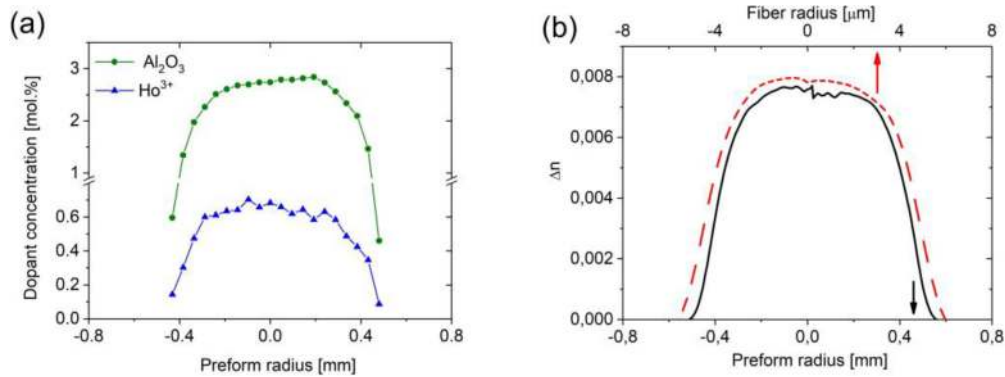 (a)
Al₂O₃
Ho³⁺
Dopant concentration [mol.%]
3
2
1
0.6
0.4
0.2
0.0
-0.8 -0.4 0.0 0.4 0.8
Preform radius [mm]
(b)
Fiber radius [μm]
-8 -4 0 4 8
Δn
0,008
0,006
0,004
0,002
0,000
-0,8 -0,4 0,0 0,4 0,8
Preform radius [mm]